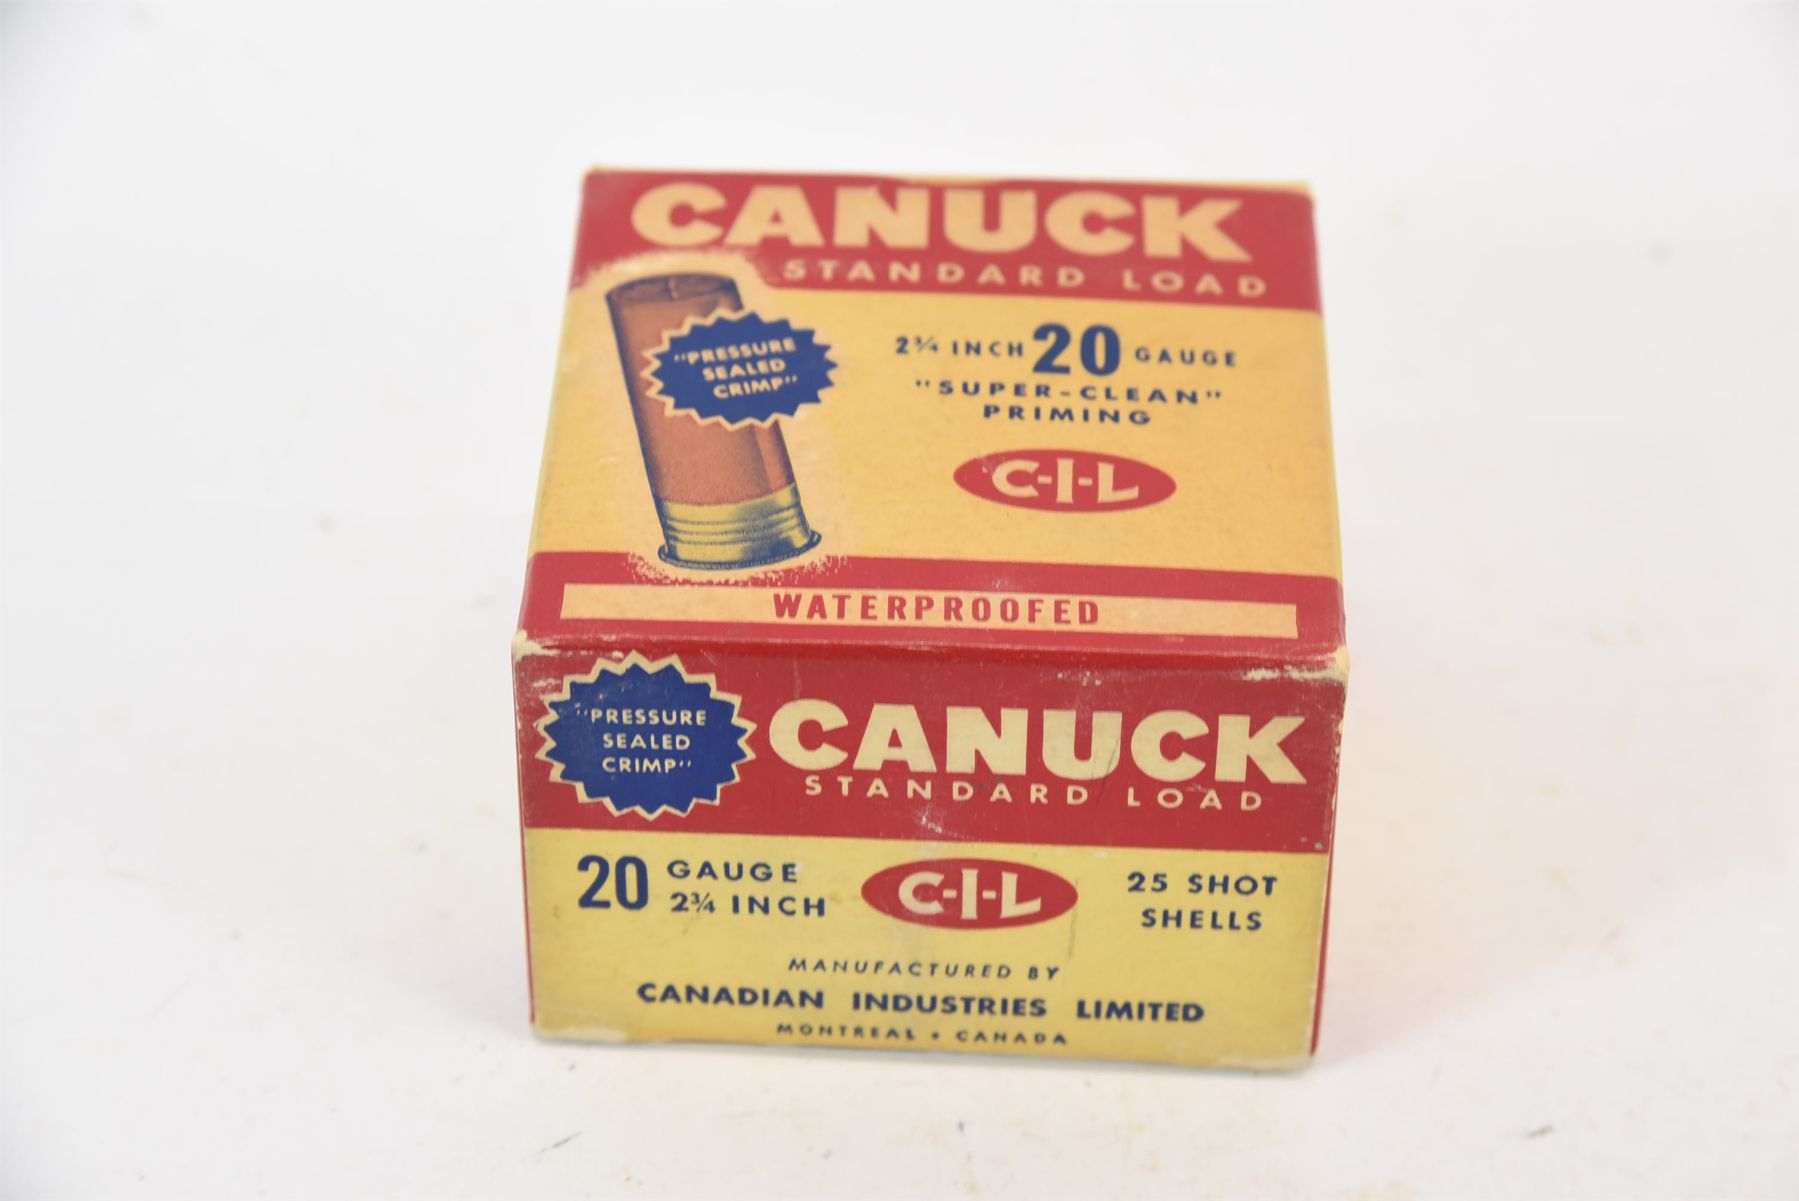 CANUCK
STANDARD LOAD
"PRESSURE
SEALED
CRIMP"
2¾ INCH 20 GAUGE
"SUPER-CLEAN"
PRIMING
C-I-L
WATERPROOFED
"PRESSURE
SEALED
CRIMP"
CANUCK
STANDARD LOAD
20 GAUGE
2¾ INCH
C-I-L
25 SHOT
SHELLS
MANUFACTURED BY
CANADIAN INDUSTRIES LIMITED
MONTREAL • CANADA